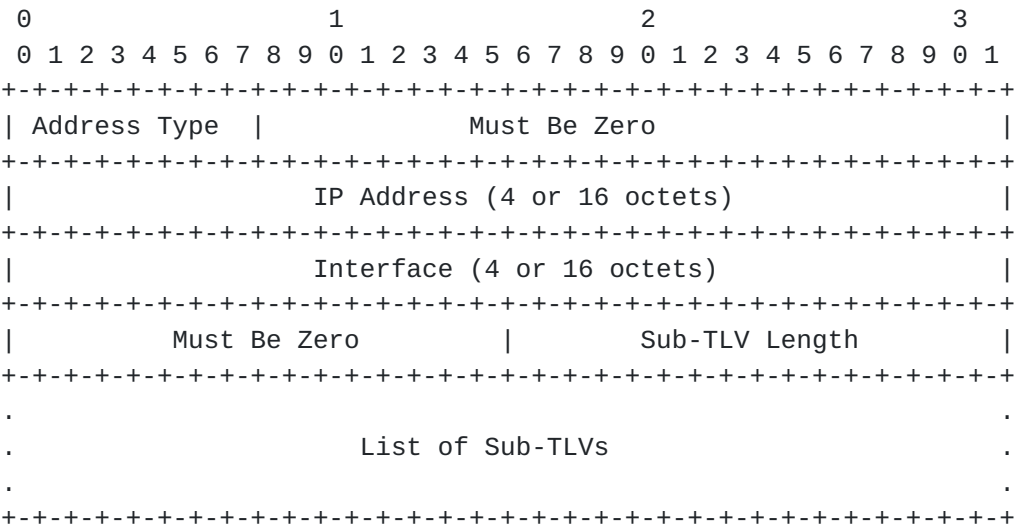 0                   1                   2                   3
 0 1 2 3 4 5 6 7 8 9 0 1 2 3 4 5 6 7 8 9 0 1 2 3 4 5 6 7 8 9 0 1
+-+-+-+-+-+-+-+-+-+-+-+-+-+-+-+-+-+-+-+-+-+-+-+-+-+-+-+-+-+-+-+-+
| Address Type  |             Must Be Zero                      |
+-+-+-+-+-+-+-+-+-+-+-+-+-+-+-+-+-+-+-+-+-+-+-+-+-+-+-+-+-+-+-+-+
|                   IP Address (4 or 16 octets)                 |
+-+-+-+-+-+-+-+-+-+-+-+-+-+-+-+-+-+-+-+-+-+-+-+-+-+-+-+-+-+-+-+-+
|                   Interface (4 or 16 octets)                  |
+-+-+-+-+-+-+-+-+-+-+-+-+-+-+-+-+-+-+-+-+-+-+-+-+-+-+-+-+-+-+-+-+
|          Must Be Zero         |        Sub-TLV Length         |
+-+-+-+-+-+-+-+-+-+-+-+-+-+-+-+-+-+-+-+-+-+-+-+-+-+-+-+-+-+-+-+-+
.                                                               .
.                      List of Sub-TLVs                         .
.                                                               .
+-+-+-+-+-+-+-+-+-+-+-+-+-+-+-+-+-+-+-+-+-+-+-+-+-+-+-+-+-+-+-+-+